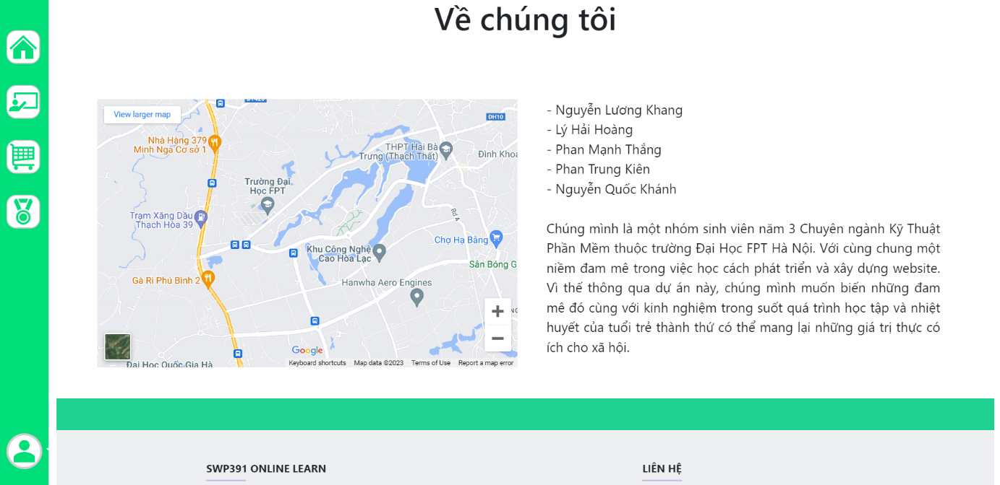 Về chúng tôi
View larger map
ĐH10
Nhà Hàng 379
Minh Nga Cơ sở 1
THPT Hai Bà
Trưng (Thạch Thất)
Đình Khoa
Trường Đại
Học FPT
Trạm Xăng Dầu
Thạch Hòa 39
Rd 4
Chợ Hạ Bằng
Khu Công Nghệ
Cao Hòa Lạc
Sân Bóng G
Gà Ri Phú Bình 2
Hanwha Aero Engines
Google
Đại Học Quốc Gia Hà
Keyboard shortcuts
Map data ©2023
Terms of Use
Report a map error
- Nguyễn Lương Khang
- Lý Hải Hoàng
- Phan Mạnh Thắng
- Phan Trung Kiên
- Nguyễn Quốc Khánh
Chúng mình là một nhóm sinh viên năm 3 Chuyên ngành Kỹ Thuật
Phần Mềm thuộc trường Đại Học FPT Hà Nội. Với cùng chung một
niềm đam mê trong việc học cách phát triển và xây dựng website.
Vì thế thông qua dự án này, chúng mình muốn biến những đam
mê đó cùng với kinh nghiệm trong suốt quá trình học tập và nhiệt
huyết của tuổi trẻ thành thứ có thể mang lại những giá trị thực có
ích cho xã hội.
SWP391 ONLINE LEARN
LIÊN HỆ